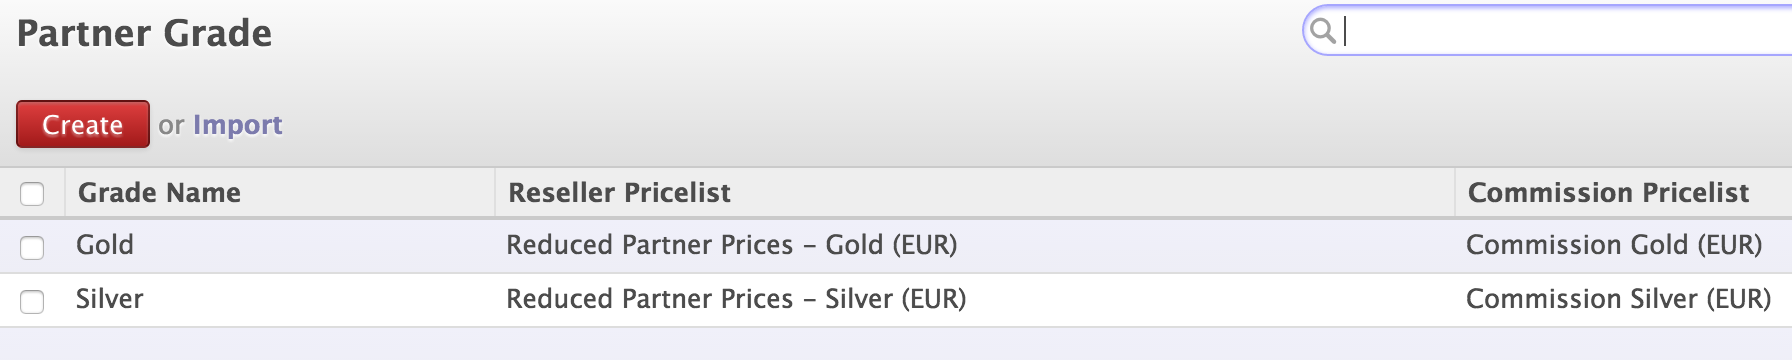 Partner Grade
Create or Import
Grade Name Reseller Pricelist Commission Pricelist
Gold Reduced Partner Prices – Gold (EUR) Commission Gold (EUR)
Silver Reduced Partner Prices – Silver (EUR) Commission Silver (EUR)